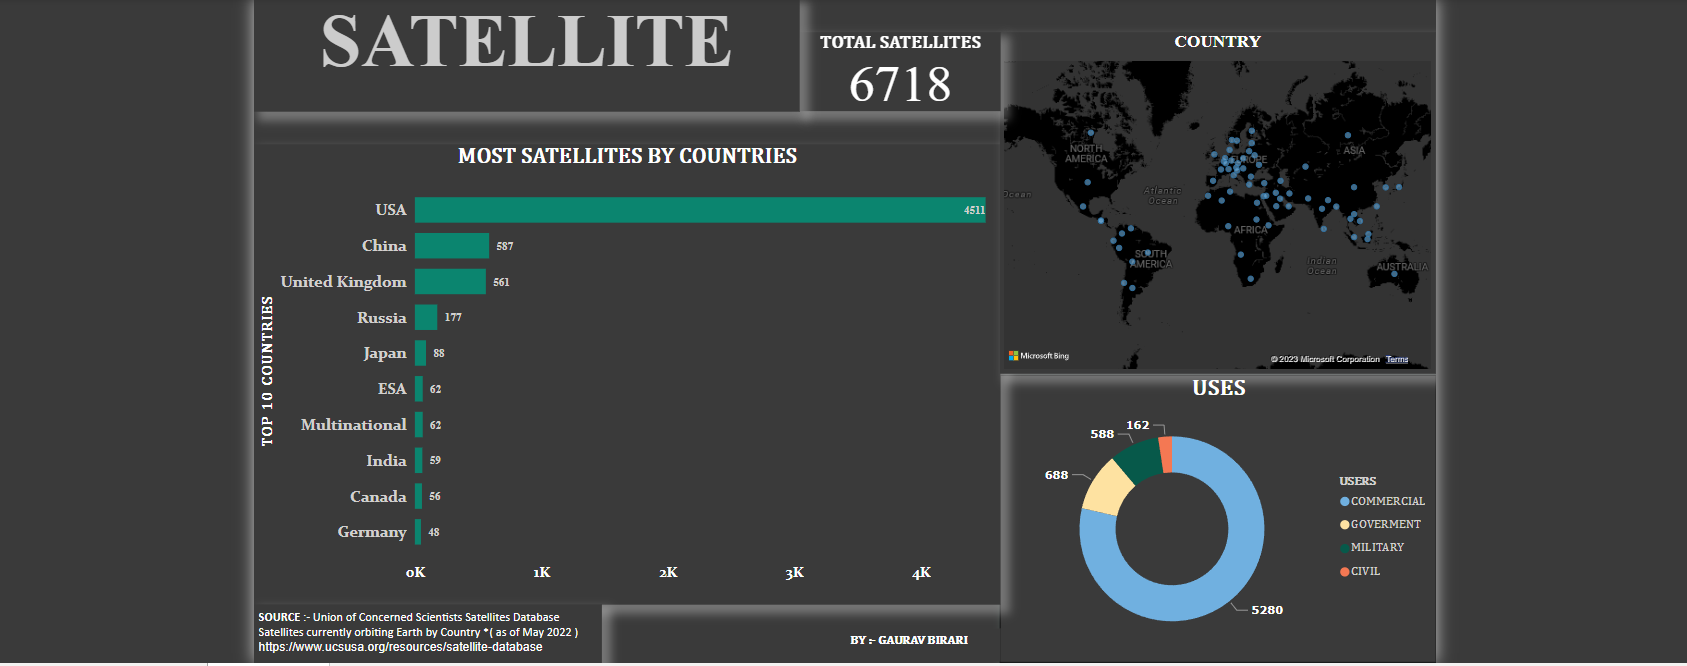 SATELLITE
TOTAL SATELLITES
6718
COUNTRY
NORTH
AMERICA
EUROPE
ASIA
Ocean
Atlantic
Ocean
AFRICA
SOUTH
AMERICA
Indian
Ocean
AUSTRALIA
Microsoft Bing
© 2023 Microsoft Corporation Terms
MOST SATELLITES BY COUNTRIES
TOP 10 COUNTRIES
USA 4511
China 587
United Kingdom 561
Russia 177
Japan 88
ESA 62
Multinational 62
India 59
Canada 56
Germany 48
0K 1K 2K 3K 4K
USES
162
588
688
5280
USERS
COMMERCIAL
GOVERMENT
MILITARY
CIVIL
SOURCE :- Union of Concerned Scientists Satellites Database
Satellites currently orbiting Earth by Country *( as of May 2022 )
https://www.ucsusa.org/resources/satellite-database
BY :- GAURAV BIRARI